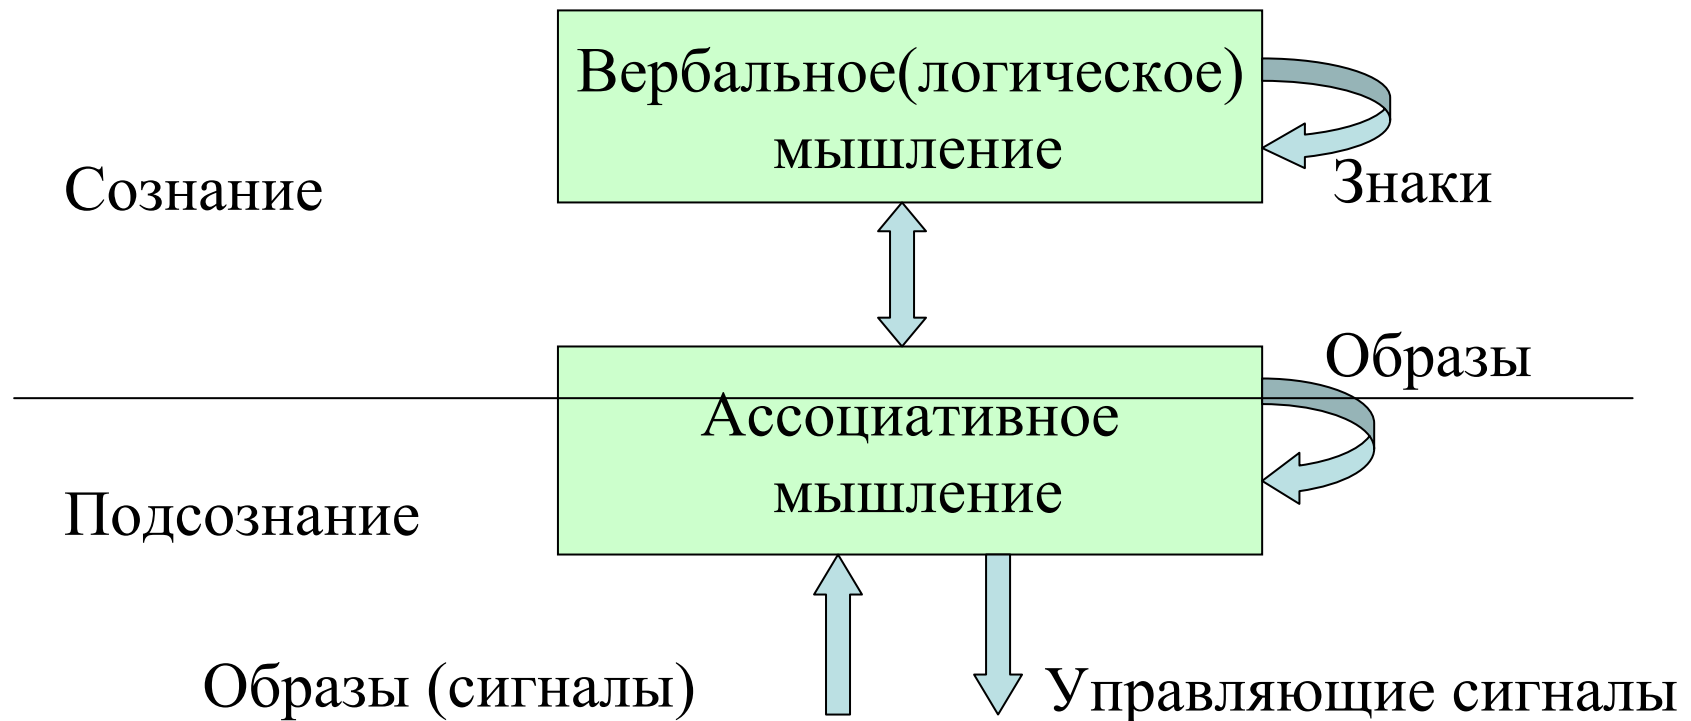 Вербальное(логическое)
мышление
Сознание
Знаки
Образы
Ассоциативное
мышление
Подсознание
Образы (сигналы)
Управляющие сигналы